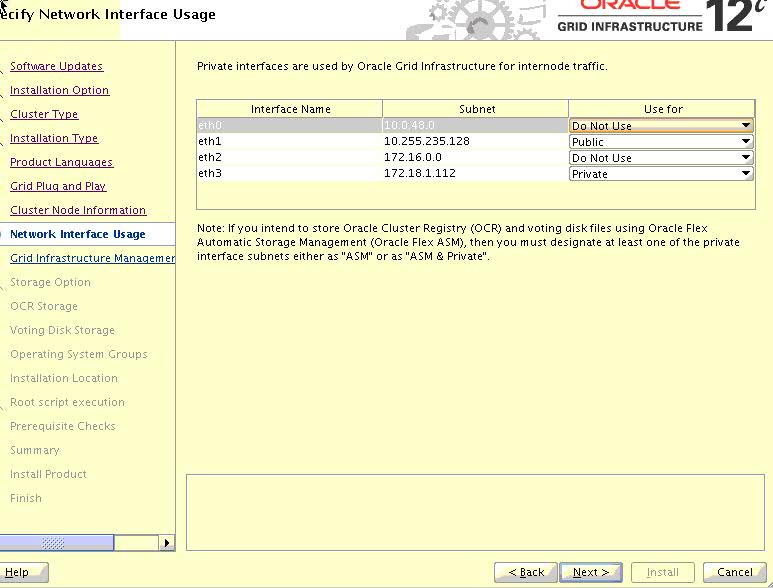 ecify Network Interface Usage
ORACLE
GRID INFRASTRUCTURE 12c
Software Updates
Installation Option
Cluster Type
Installation Type
Product Languages
Grid Plug and Play
Cluster Node Information
Network Interface Usage
Grid Infrastructure Managemer
Storage Option
OCR Storage
Voting Disk Storage
Operating System Groups
Installation Location
Root script execution
Prerequisite Checks
Summary
Install Product
Finish
Private interfaces are used by Oracle Grid Infrastructure for internode traffic.
Interface Name Subnet Use for
eth0 10.0.48.0 Do Not Use
eth1 10.255.235.128 Public
eth2 172.16.0.0 Do Not Use
eth3 172.18.1.112 Private
Note: If you intend to store Oracle Cluster Registry (OCR) and voting disk files using Oracle Flex
Automatic Storage Management (Oracle Flex ASM), then you must designate at least one of the private
interface subnets either as "ASM" or as "ASM & Private".
Help < Back Next > Install Cancel